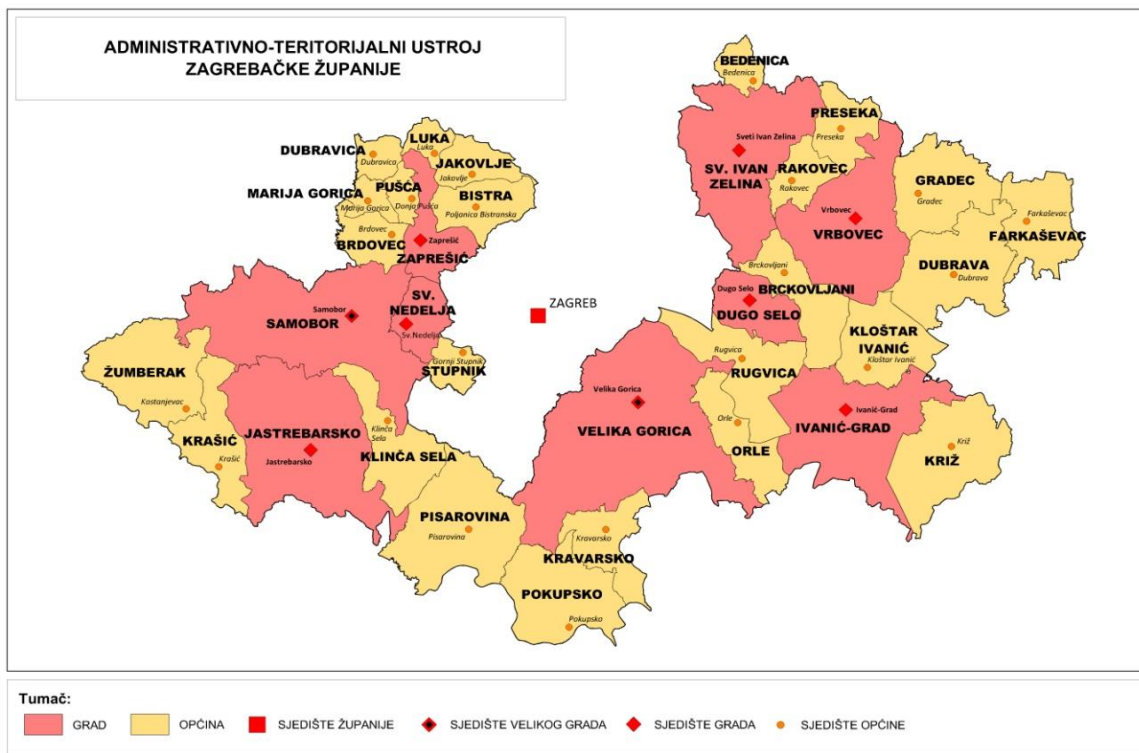 ADMINISTRATIVNO-TERITORIJALNI USTROJ
ZAGREBAČKE ŽUPANIJE
BEDENICA
Bedenica
PRESEKA
Preseka
Sveti Ivan Zelina
SV. IVAN
ZELINA
RAKOVEC
Rakovec
LUKA
Luka
DUBRAVICA
Dubravica
JAKOVLJE
Jakovlje
MARIJA GORICA
Marija Gorica
PUŠĆA
Donja Pušća
BISTRA
Poljanica Bistranska
Brdovec
BRDOVEC
Zaprešić
ZAPREŠIĆ
GRADEC
Gradec
Vrbovec
VRBOVEC
Farkaševac
FARKAŠEVAC
DUBRAVA
Dubrava
Brckovljani
BRCKOVLJANI
Dugo Selo
DUGO SELO
SV.
NEDELJA
Sv.Nedelja
Samobor
SAMOBOR
ZAGREB
KLOŠTAR
IVANIĆ
Kloštar Ivanić
Gornji Stupnik
STUPNIK
Rugvica
RUGVICA
ŽUMBERAK
Kostanjevac
Velika Gorica
VELIKA GORICA
Orle
ORLE
Ivanić-Grad
IVANIĆ-GRAD
Križ
KRIŽ
KRAŠIĆ
Krašić
JASTREBARSKO
Jastrebarsko
Klinča
Sela
KLINČA SELA
PISAROVINA
Pisarovina
Kravarsko
KRAVARSKO
POKUPSKO
Pokupsko
Tumač:
GRAD
OPĆINA
SJEDIŠTE ŽUPANIJE
SJEDIŠTE VELIKOG GRADA
SJEDIŠTE GRADA
SJEDIŠTE OPĆINE